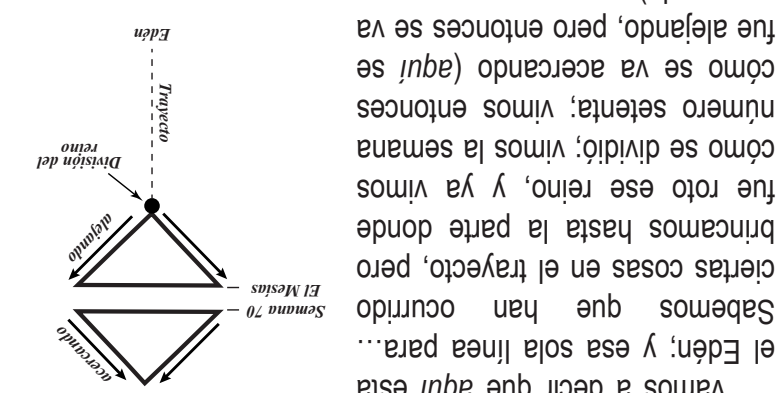 Vamos a decir que aquí está
el Edén; y esa sola línea para…
Sabemos que han ocurrido
ciertas cosas en el trayecto, pero
brincamos hasta la parte donde
fue roto ese reino, y ya vimos
cómo se dividió; vimos la semana
número setenta; vimos entonces
cómo se va acercando (aquí se
fue alejando, pero entonces se va
acercando
Semana 70
El Mesías
alejando
División del
reino
Trayecto
Edén